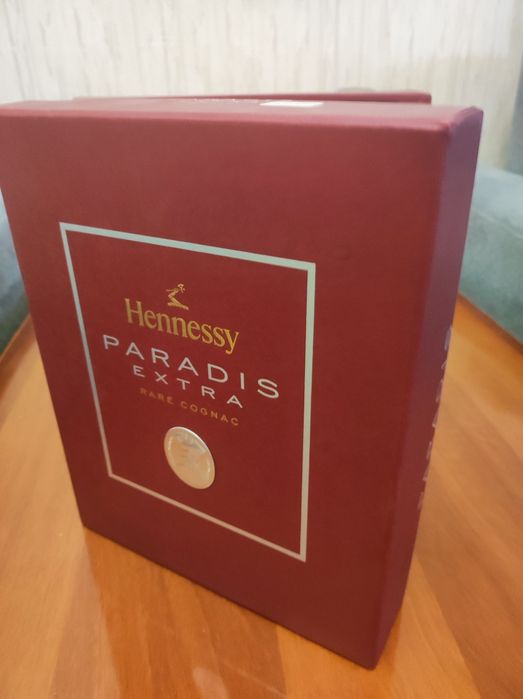 Hennessy
PARADIS
EXTRA
RARE COGNAC